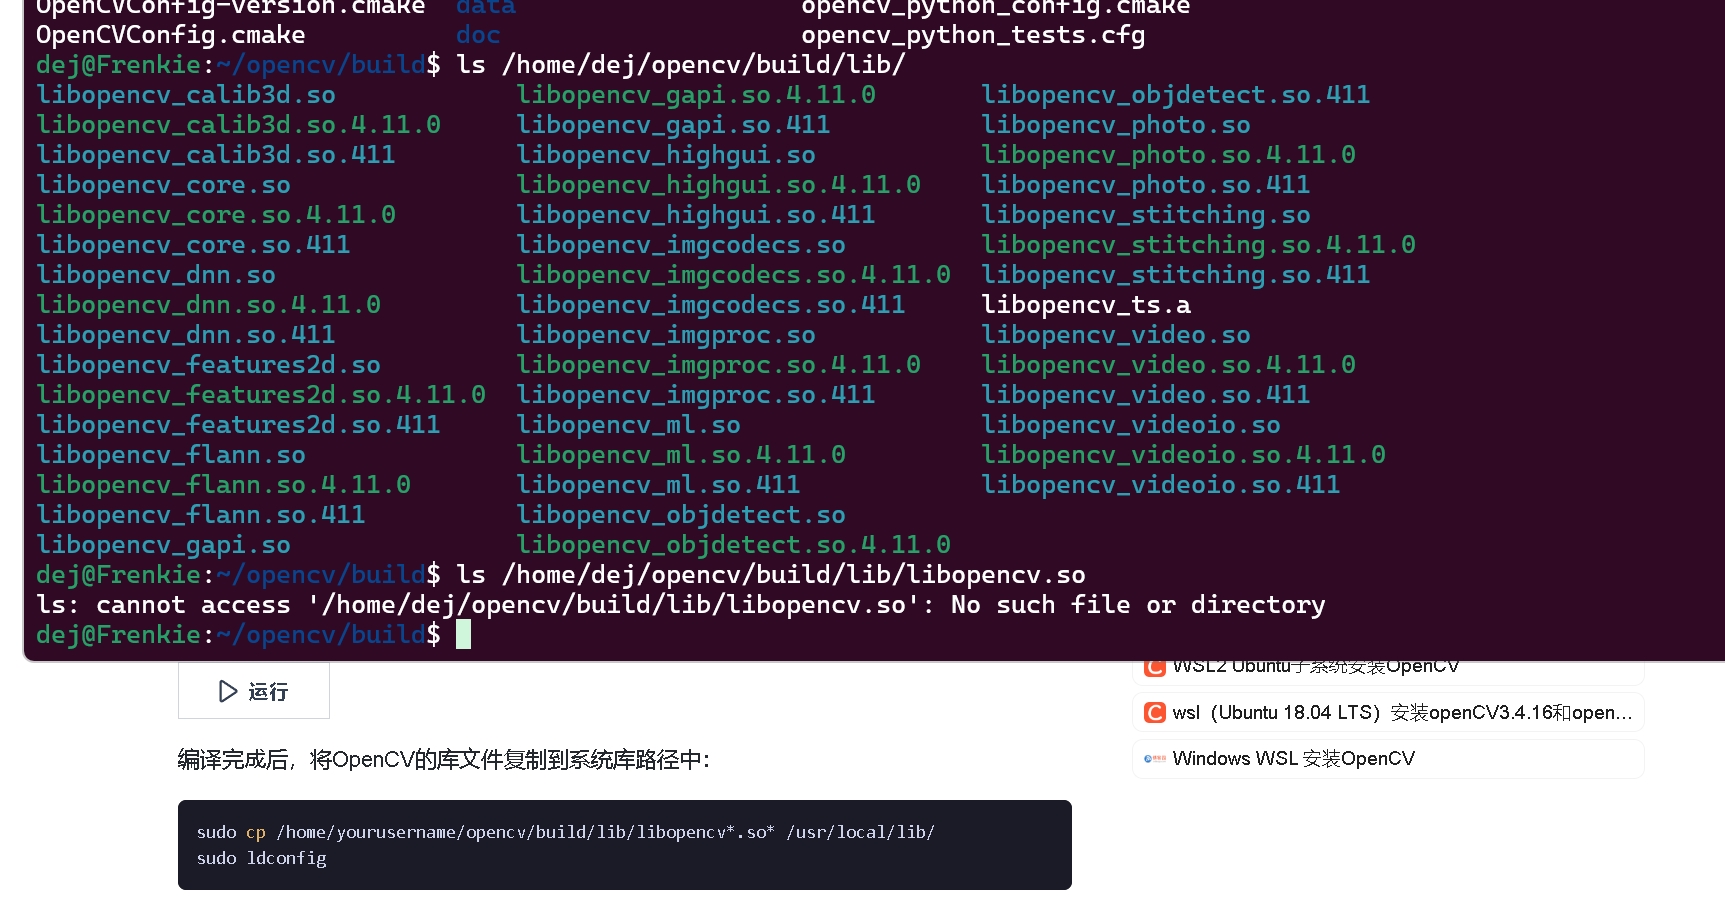 OpenCVConfig-version.cmake  data  opencv_python_config.cmake
OpenCVConfig.cmake  doc  opencv_python_tests.cfg
dej@Frenkie:~/opencv/build$ ls /home/dej/opencv/build/lib/
libopencv_calib3d.so  libopencv_gapi.so.4.11.0  libopencv_objdetect.so.411
libopencv_calib3d.so.4.11.0  libopencv_gapi.so.411  libopencv_photo.so
libopencv_calib3d.so.411  libopencv_highgui.so  libopencv_photo.so.4.11.0
libopencv_core.so  libopencv_highgui.so.4.11.0  libopencv_photo.so.411
libopencv_core.so.4.11.0  libopencv_highgui.so.411  libopencv_stitching.so
libopencv_core.so.411  libopencv_imgcodecs.so  libopencv_stitching.so.4.11.0
libopencv_dnn.so  libopencv_imgcodecs.so.4.11.0  libopencv_stitching.so.411
libopencv_dnn.so.4.11.0  libopencv_imgcodecs.so.411  libopencv_ts.a
libopencv_dnn.so.411  libopencv_imgproc.so  libopencv_video.so
libopencv_features2d.so  libopencv_imgproc.so.4.11.0  libopencv_video.so.4.11.0
libopencv_features2d.so.4.11.0  libopencv_imgproc.so.411  libopencv_video.so.411
libopencv_features2d.so.411  libopencv_ml.so  libopencv_videoio.so
libopencv_flann.so  libopencv_ml.so.4.11.0  libopencv_videoio.so.4.11.0
libopencv_flann.so.4.11.0  libopencv_ml.so.411  libopencv_videoio.so.411
libopencv_flann.so.411  libopencv_objdetect.so
libopencv_gapi.so  libopencv_objdetect.so.4.11.0
dej@Frenkie:~/opencv/build$ ls /home/dej/opencv/build/lib/libopencv.so
ls: cannot access '/home/dej/opencv/build/lib/libopencv.so': No such file or directory
dej@Frenkie:~/opencv/build$
运行
编译完成后，将OpenCV的库文件复制到系统库路径中：
sudo cp /home/yourusername/opencv/build/lib/libopencv*.so* /usr/local/lib/
sudo ldconfig
WSL2 Ubuntu子系统安装OpenCV
wsl（Ubuntu 18.04 LTS）安装openCV3.4.16和open...
Windows WSL 安装OpenCV